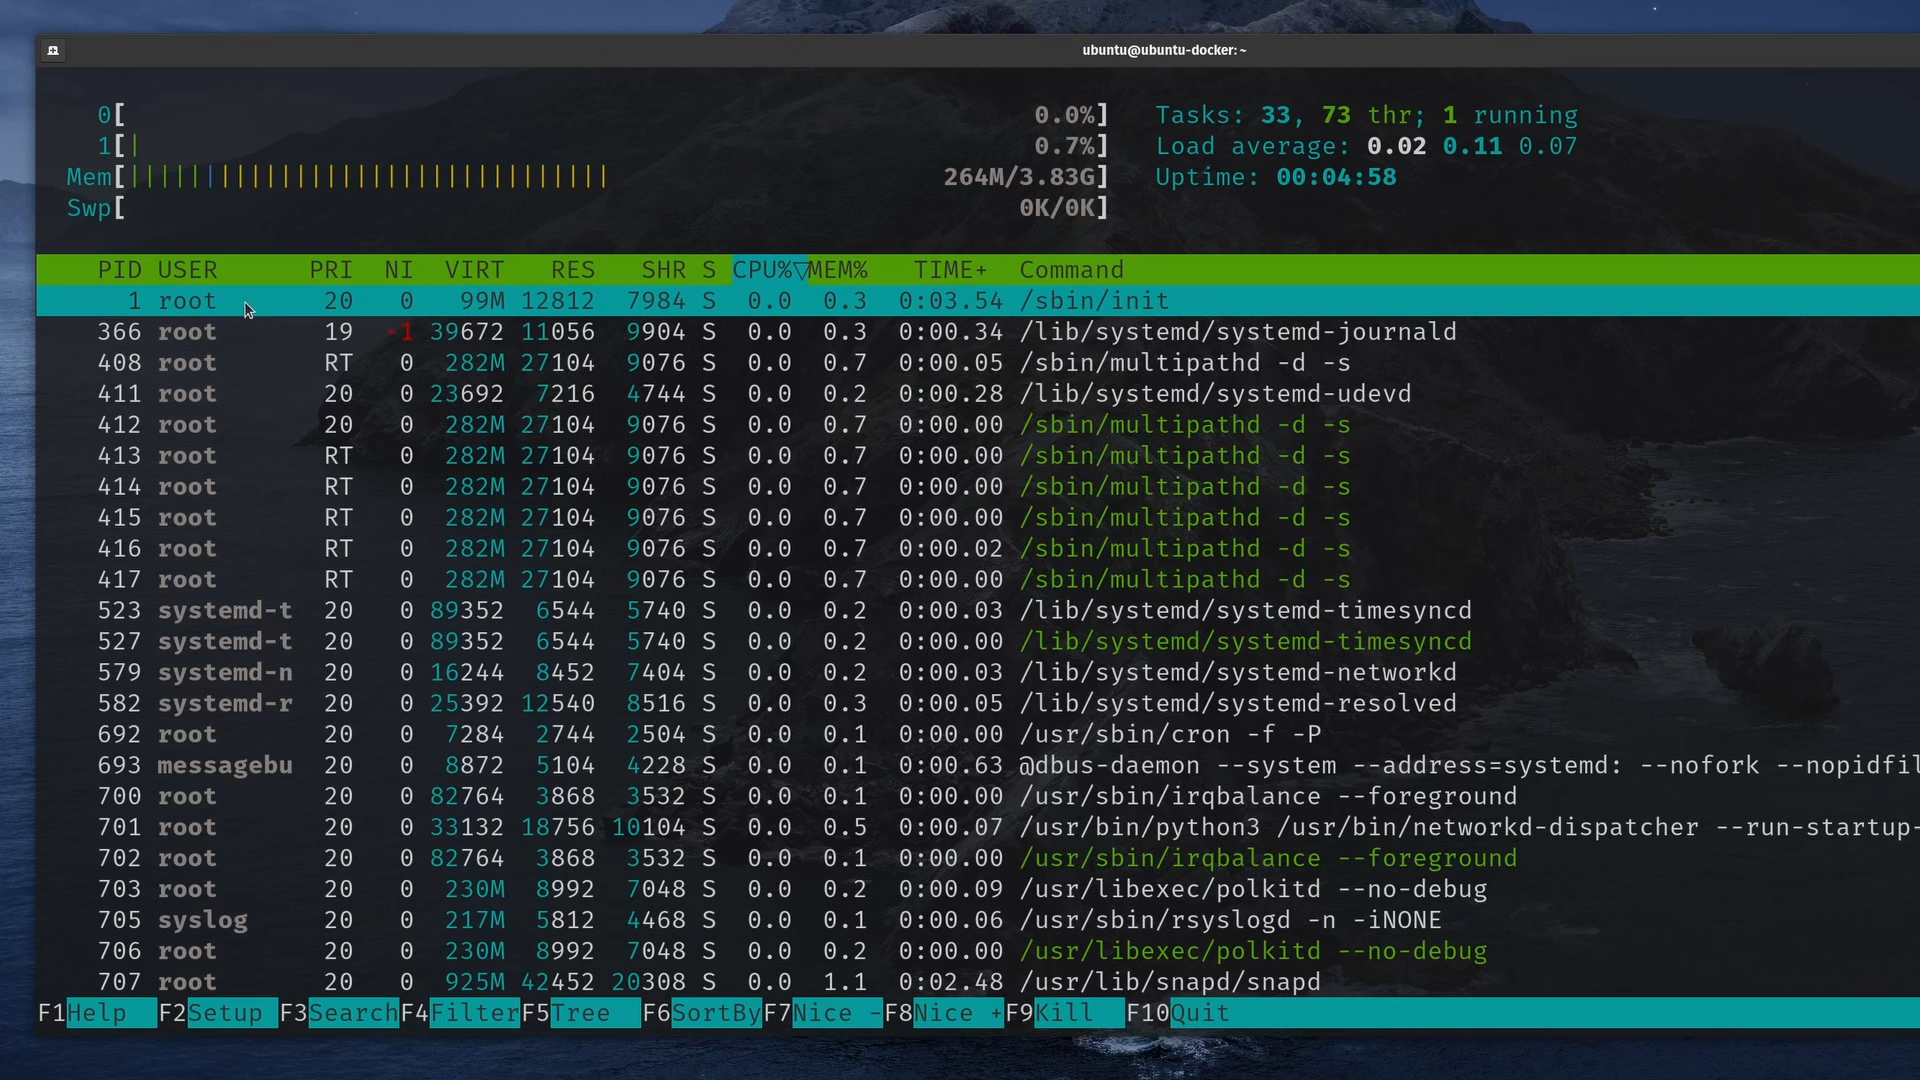 ubuntu@ubuntu-docker: ~
0[ 0.0%] Tasks: 33, 73 thr; 1 running
1[| 0.7%] Load average: 0.02 0.11 0.07
Mem[|||||||||||||||||||||||||||||||| 264M/3.83G] Uptime: 00:04:58
Swp[ 0K/0K]
PID USER PRI NI VIRT RES SHR S CPU%▽MEM% TIME+ Command
1 root 20 0 99M 12812 7984 S 0.0 0.3 0:03.54 /sbin/init
366 root 19 -1 39672 11056 9904 S 0.0 0.3 0:00.34 /lib/systemd/systemd-journald
408 root RT 0 282M 27104 9076 S 0.0 0.7 0:00.05 /sbin/multipathd -d -s
411 root 20 0 23692 7216 4744 S 0.0 0.2 0:00.28 /lib/systemd/systemd-udevd
412 root 20 0 282M 27104 9076 S 0.0 0.7 0:00.00 /sbin/multipathd -d -s
413 root RT 0 282M 27104 9076 S 0.0 0.7 0:00.00 /sbin/multipathd -d -s
414 root RT 0 282M 27104 9076 S 0.0 0.7 0:00.00 /sbin/multipathd -d -s
415 root RT 0 282M 27104 9076 S 0.0 0.7 0:00.00 /sbin/multipathd -d -s
416 root RT 0 282M 27104 9076 S 0.0 0.7 0:00.02 /sbin/multipathd -d -s
417 root RT 0 282M 27104 9076 S 0.0 0.7 0:00.00 /sbin/multipathd -d -s
523 systemd-t 20 0 89352 6544 5740 S 0.0 0.2 0:00.03 /lib/systemd/systemd-timesyncd
527 systemd-t 20 0 89352 6544 5740 S 0.0 0.2 0:00.00 /lib/systemd/systemd-timesyncd
579 systemd-n 20 0 16244 8452 7404 S 0.0 0.2 0:00.03 /lib/systemd/systemd-networkd
582 systemd-r 20 0 25392 12540 8516 S 0.0 0.3 0:00.05 /lib/systemd/systemd-resolved
692 root 20 0 7284 2744 2504 S 0.0 0.1 0:00.00 /usr/sbin/cron -f -P
693 messagebu 20 0 8872 5104 4228 S 0.0 0.1 0:00.63 @dbus-daemon --system --address=systemd: --nofork --nopidfil
700 root 20 0 82764 3868 3532 S 0.0 0.1 0:00.00 /usr/sbin/irqbalance --foreground
701 root 20 0 33132 18756 10104 S 0.0 0.5 0:00.07 /usr/bin/python3 /usr/bin/networkd-dispatcher --run-startup-
702 root 20 0 82764 3868 3532 S 0.0 0.1 0:00.00 /usr/sbin/irqbalance --foreground
703 root 20 0 230M 8992 7048 S 0.0 0.2 0:00.09 /usr/libexec/polkitd --no-debug
705 syslog 20 0 217M 5812 4468 S 0.0 0.1 0:00.06 /usr/sbin/rsyslogd -n -iNONE
706 root 20 0 230M 8992 7048 S 0.0 0.2 0:00.00 /usr/libexec/polkitd --no-debug
707 root 20 0 925M 42452 20308 S 0.0 1.1 0:02.48 /usr/lib/snapd/snapd
F1Help F2Setup F3SearchF4FilterF5Tree F6SortByF7Nice -F8Nice +F9Kill F10Quit